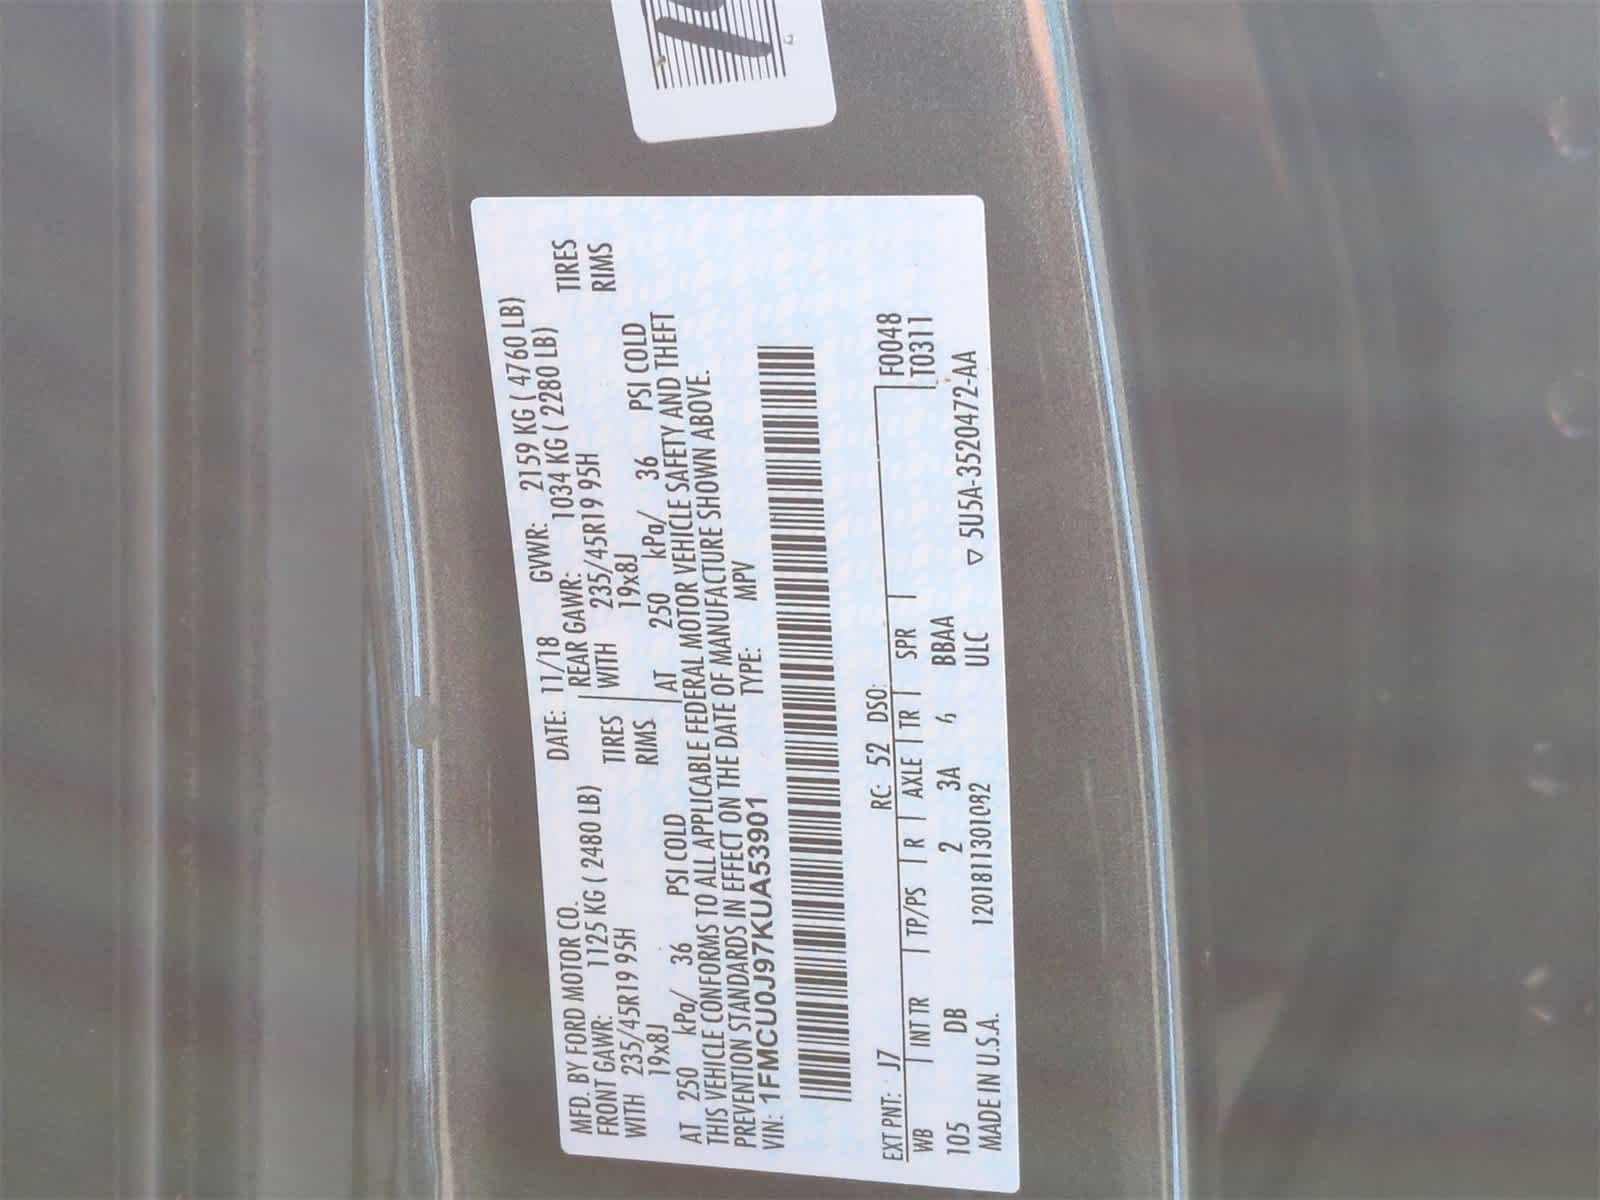 MFD. BY FORD MOTOR CO. DATE: 11/18 GVWR: 2159 KG ( 4760 LB)
FRONT GAWR: 1125 KG ( 2480 LB) REAR GAWR: 1034 KG ( 2280 LB)
WITH 235/45R19 95H TIRES WITH 235/45R19 95H TIRES
19x8J RIMS 19x8J RIMS
AT 250 kPa/ 36 PSI COLD AT 250 kPa/ 36 PSI COLD
THIS VEHICLE CONFORMS TO ALL APPLICABLE FEDERAL MOTOR VEHICLE SAFETY AND THEFT
PREVENTION STANDARDS IN EFFECT ON THE DATE OF MANUFACTURE SHOWN ABOVE.
VIN: 1FMCU0J97KUA53901 TYPE: MPV
EXT PNT: J7 RC: 52 DSO: F0048
WB INT TR TP/PS R AXLE TR SPR T0311
105 DB 2 3A 6 BBAA
MADE IN U.S.A. 1201811301082 ULC ▽ 5U5A-3520472-AA